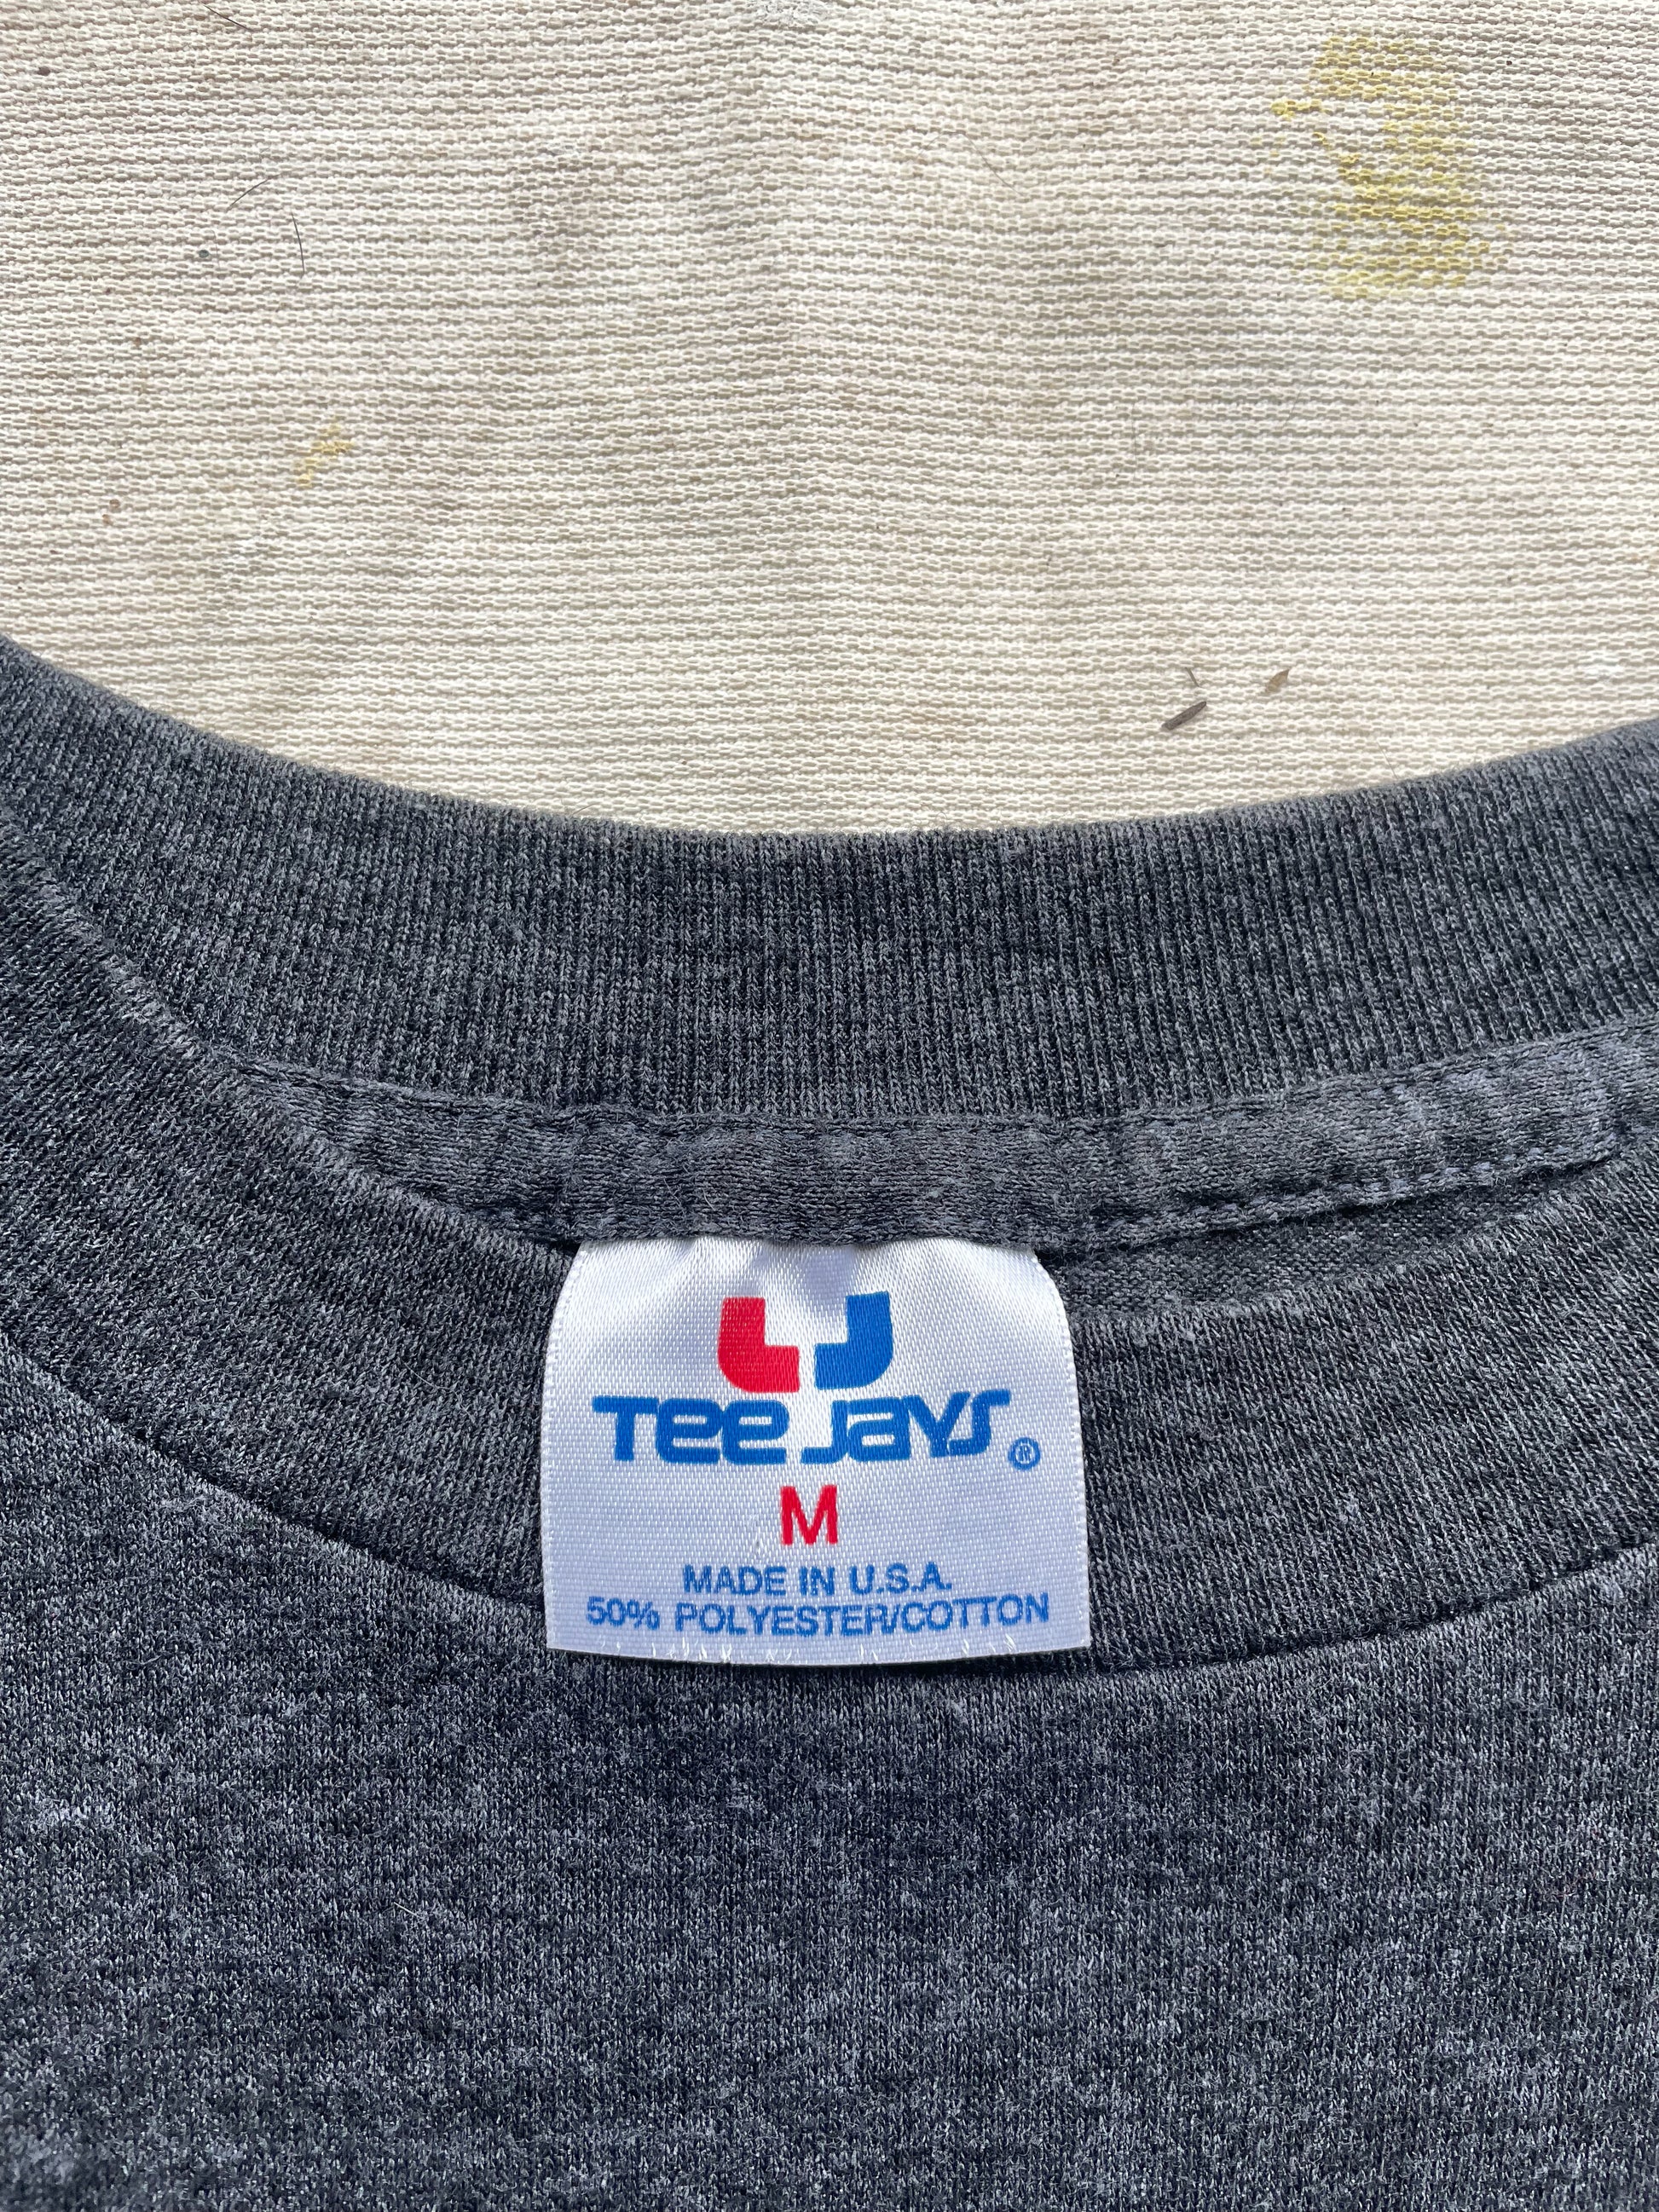 Tee Jays ®
M
MADE IN U.S.A.
50% POLYESTER/COTTON